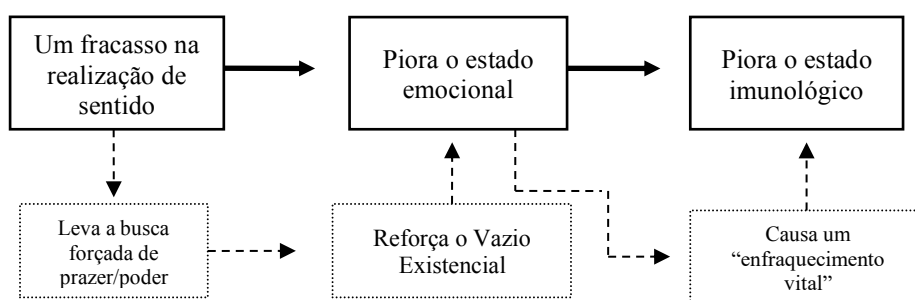 Um fracasso na
realização de
sentido
Piora o estado
emocional
Piora o estado
imunológico
Leva a busca
forçada de
prazer/poder
Reforça o Vazio
Existencial
Causa um
“enfraquecimento
vital”